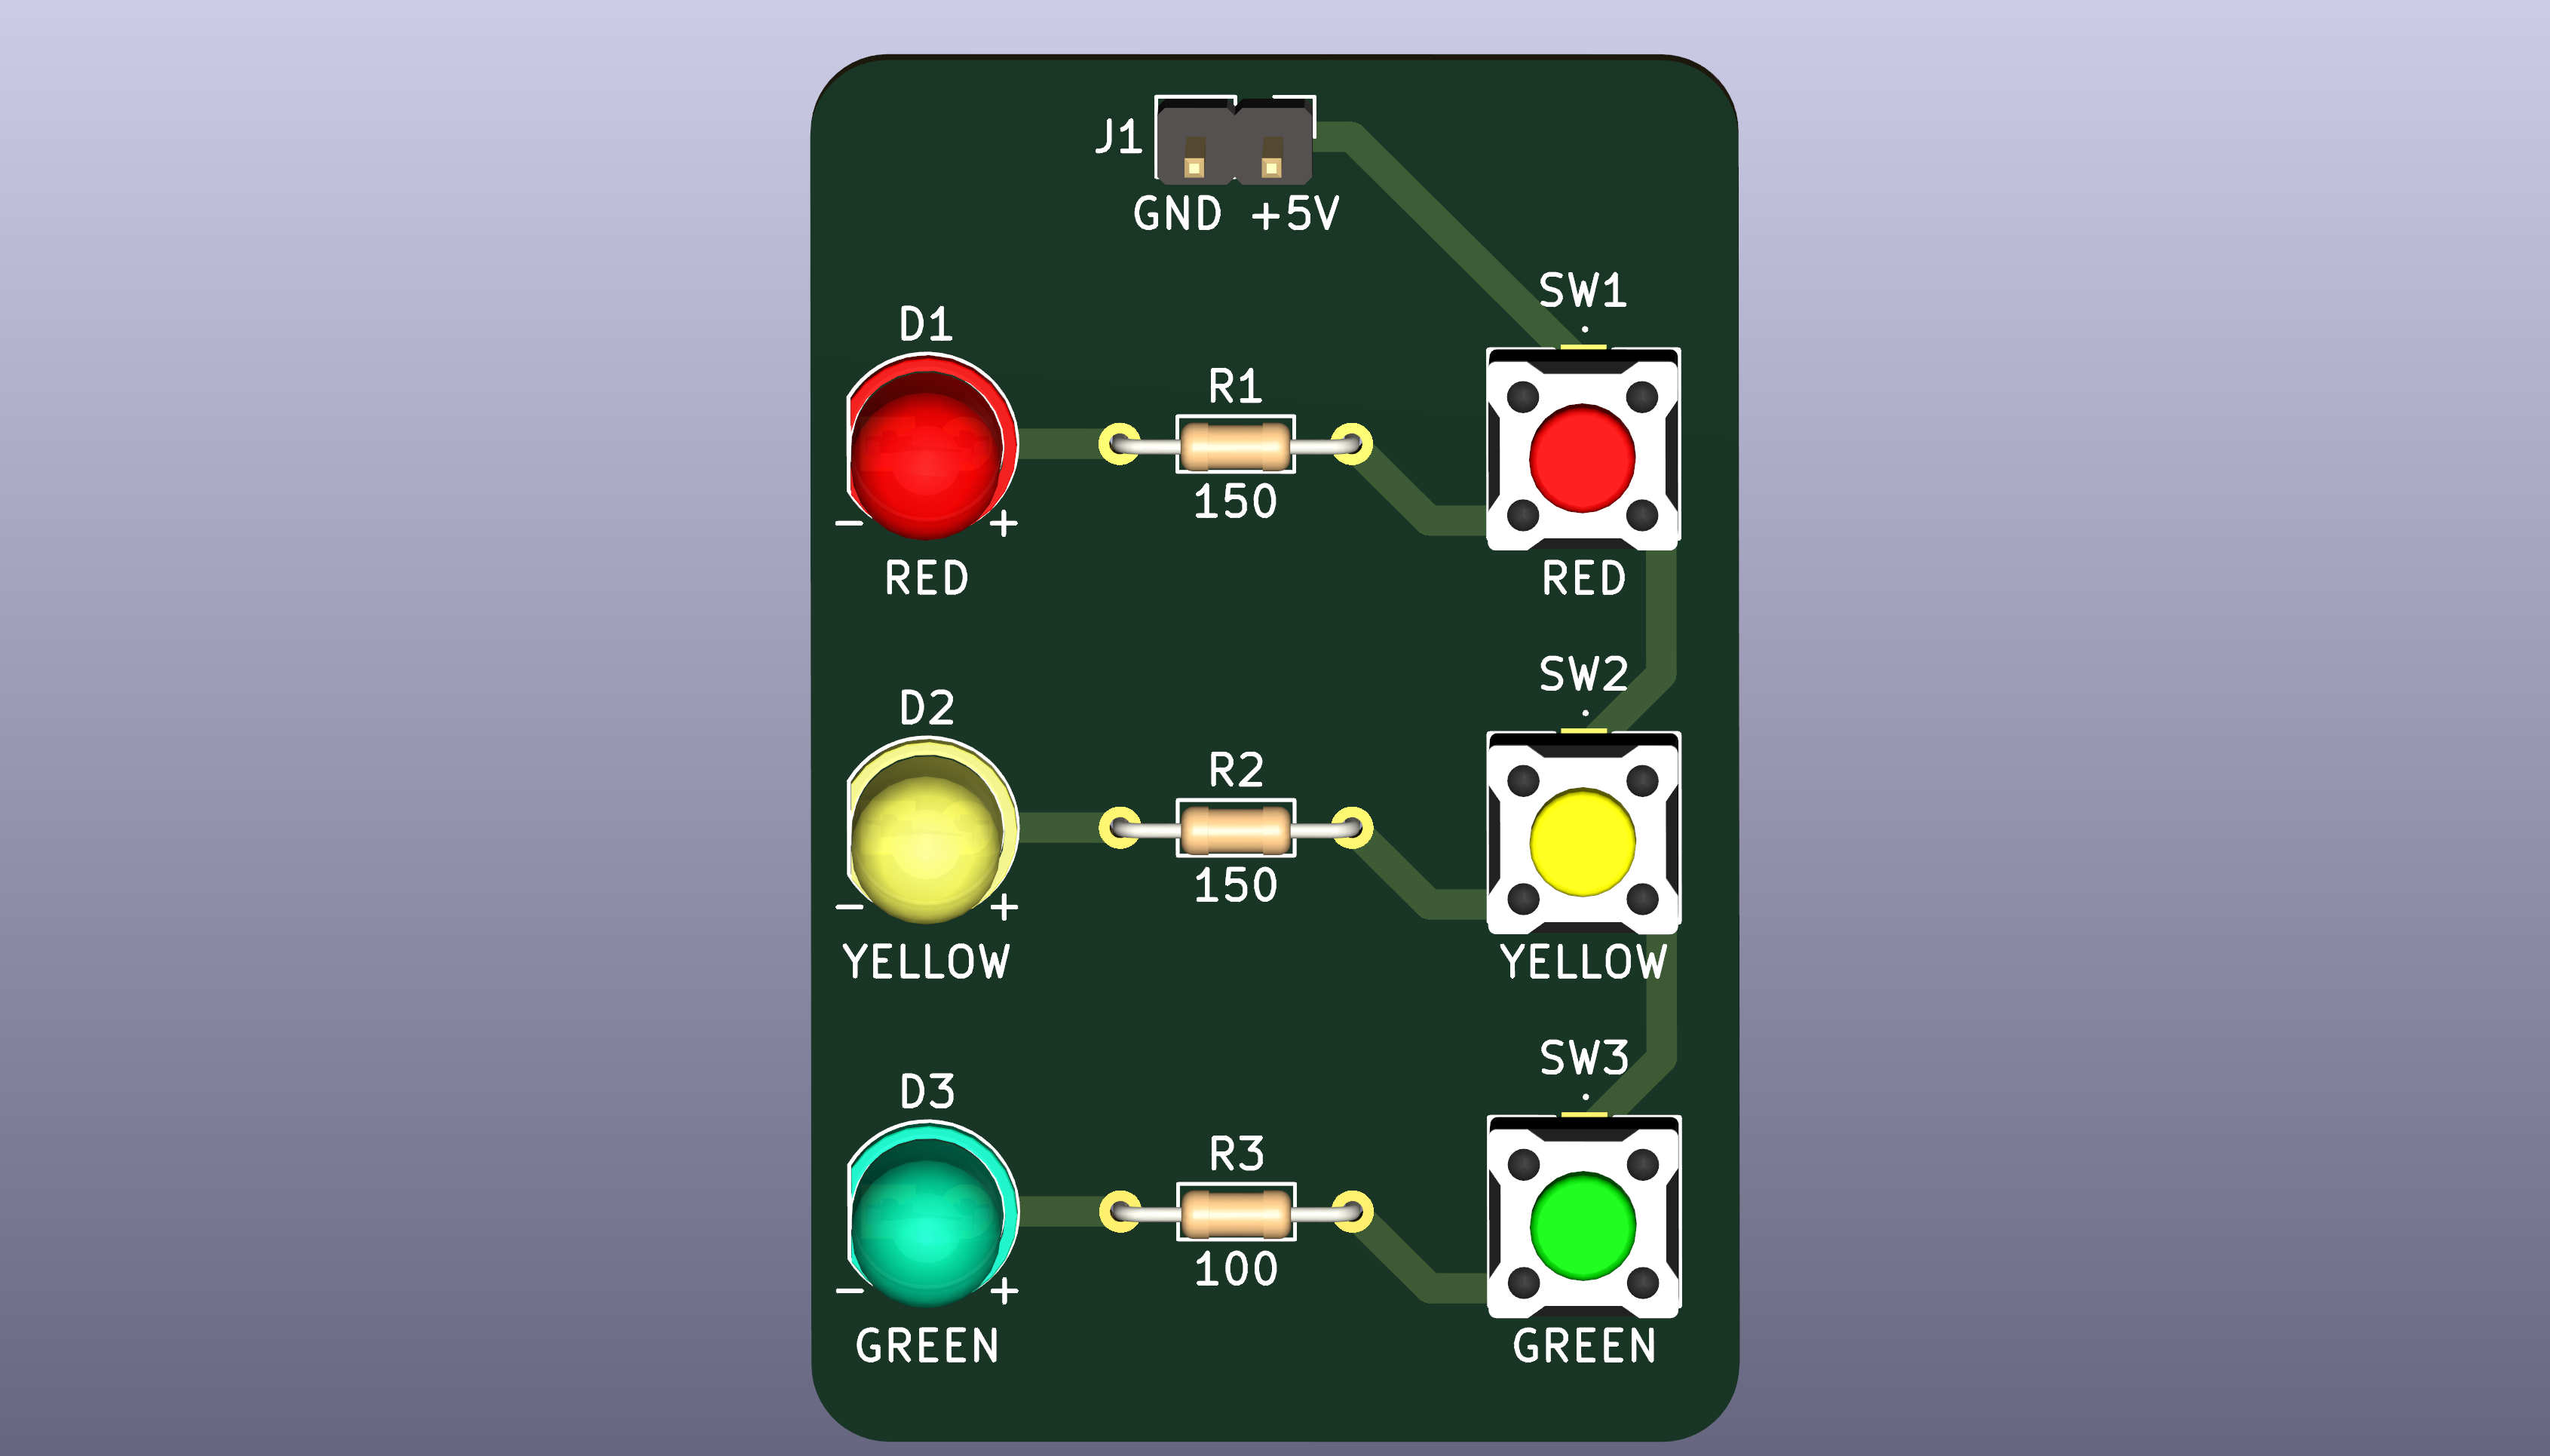 J1
GND +5V
SW1
D1
R1
150
- +
RED
RED
SW2
D2
R2
150
- +
YELLOW
YELLOW
SW3
D3
R3
100
- +
GREEN
GREEN